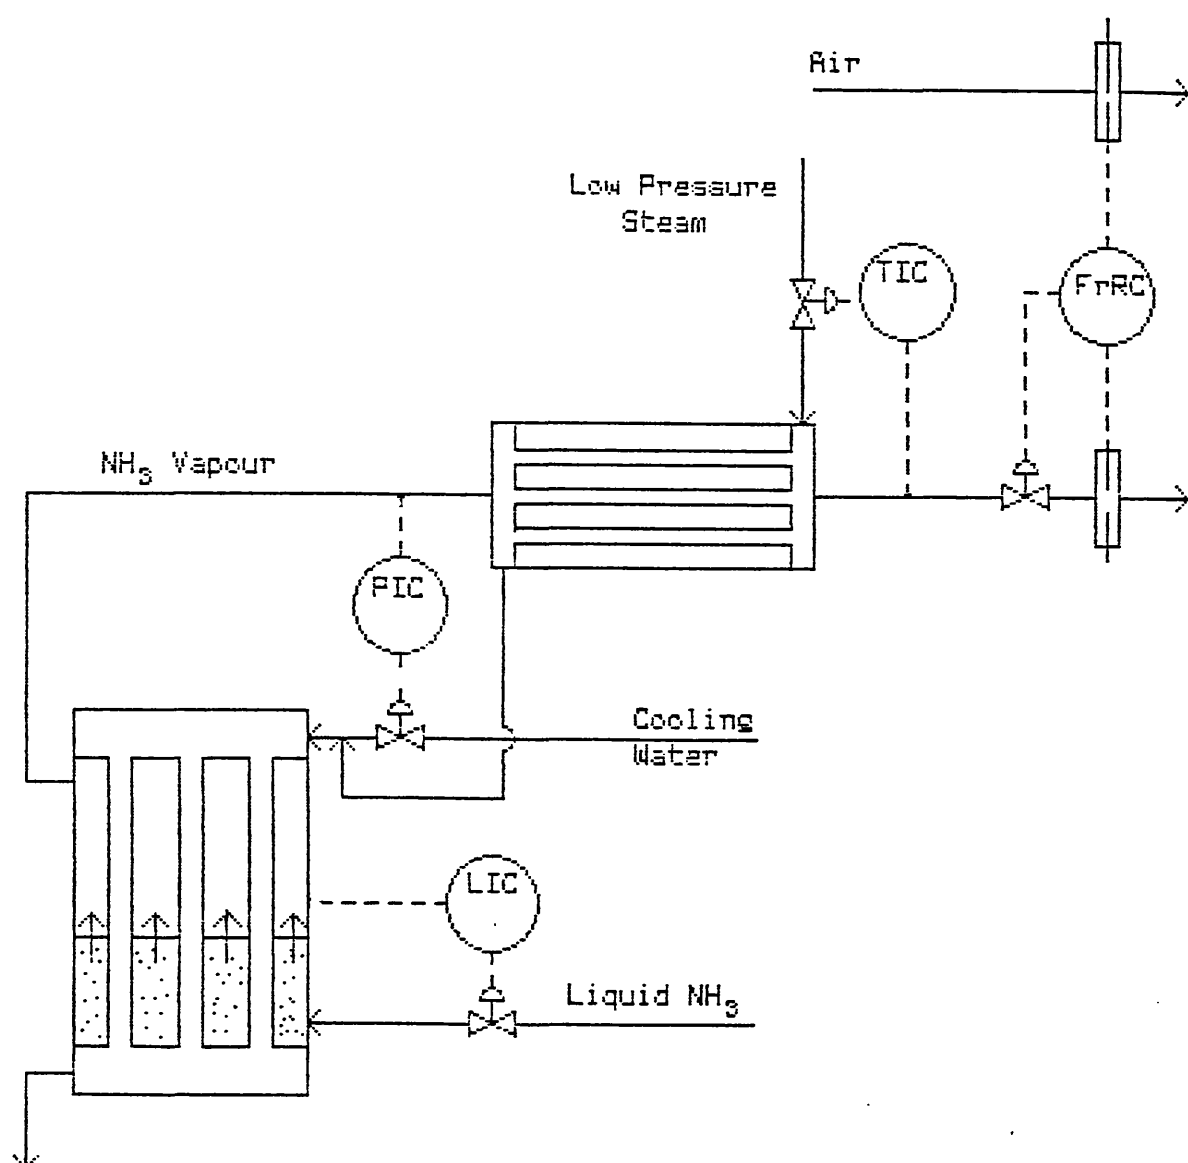 Air
Low Pressure
Steam
TIC
FrRC
NH₃ Vapour
PIC
Cooling
Water
LIC
Liquid NH₃